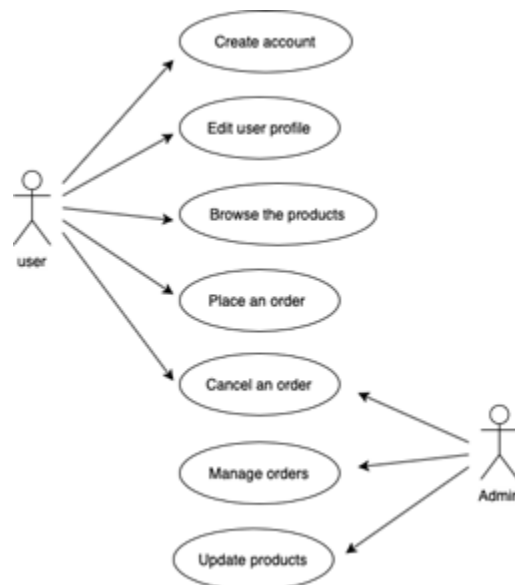 Create account
Edit user profile
Browse the products
user
Place an order
Cancel an order
Manage orders
Admin
Update products